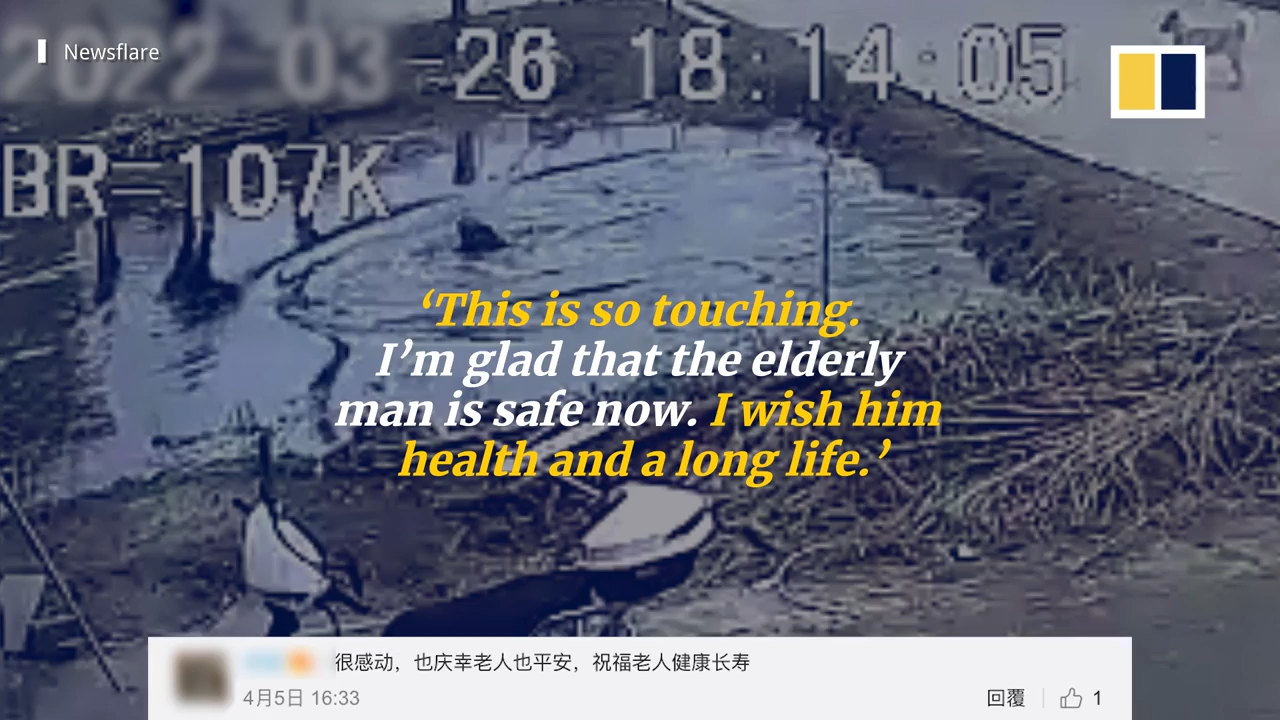 Newsflare
2022-03-26 18:14:05
BR=107K
‘This is so touching.
I’m glad that the elderly
man is safe now. I wish him
health and a long life.’
很感动，也庆幸老人也平安，祝福老人健康长寿
4月5日 16:33
回覆
1